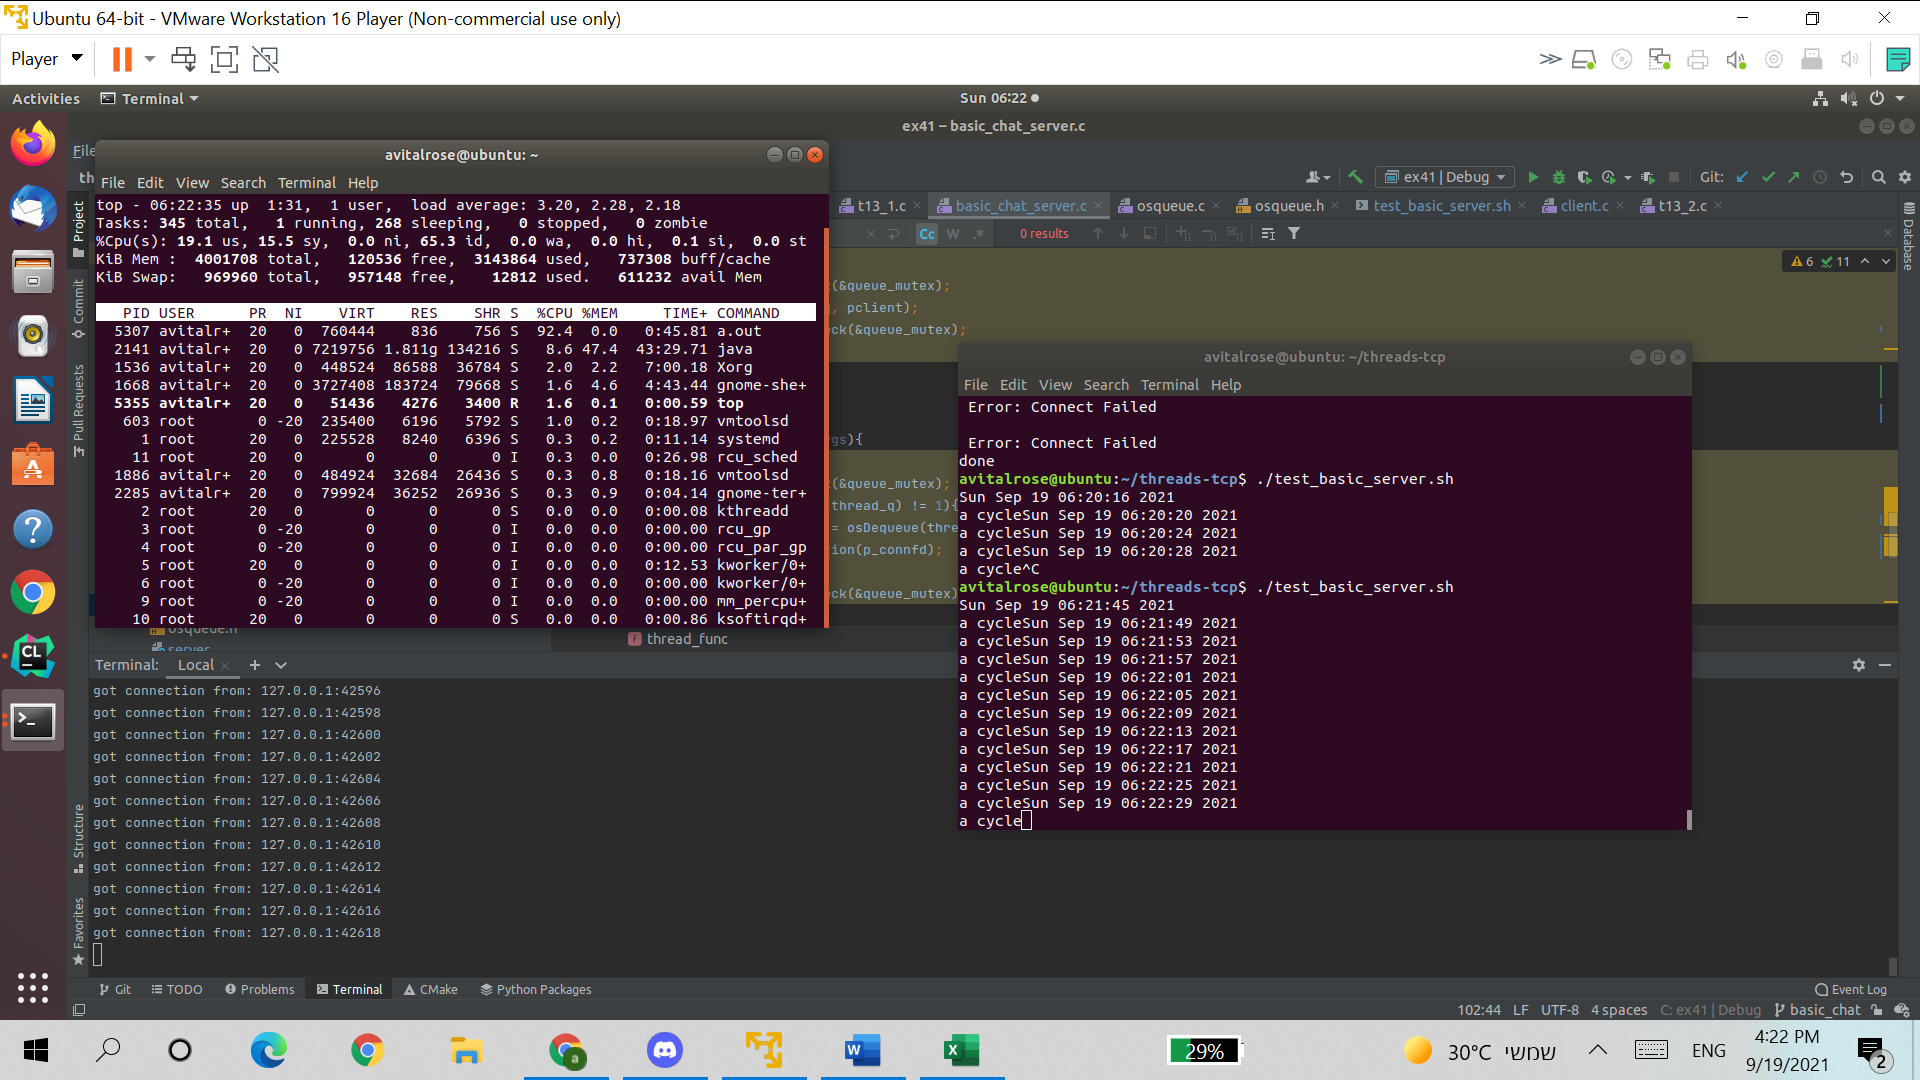 Ubuntu 64-bit - VMware Workstation 16 Player (Non-commercial use only)
Player
Activities
Terminal
Sun 06:22
ex41 – basic_chat_server.c
File
th
avitalrose@ubuntu: ~
File Edit View Search Terminal Help
top - 06:22:35 up 1:31, 1 user, load average: 3.20, 2.28, 2.18
Tasks: 345 total, 1 running, 268 sleeping, 0 stopped, 0 zombie
%Cpu(s): 19.1 us, 15.5 sy, 0.0 ni, 65.3 id, 0.0 wa, 0.0 hi, 0.1 si, 0.0 st
KiB Mem : 4001708 total, 120536 free, 3143864 used, 737308 buff/cache
KiB Swap: 969960 total, 957148 free, 12812 used. 611232 avail Mem
PID USER PR NI VIRT RES SHR S %CPU %MEM TIME+ COMMAND
5307 avitalr+ 20 0 760444 836 756 S 92.4 0.0 0:45.81 a.out
2141 avitalr+ 20 0 7219756 1.811g 134216 S 8.6 47.4 43:29.71 java
1536 avitalr+ 20 0 448524 86588 36784 S 2.0 2.2 7:00.18 Xorg
1668 avitalr+ 20 0 3727408 183724 79668 S 1.6 4.6 4:43.44 gnome-she+
5355 avitalr+ 20 0 51436 4276 3400 R 1.6 0.1 0:00.59 top
603 root 0 -20 235400 6196 5792 S 1.0 0.2 0:18.97 vmtoolsd
1 root 20 0 225528 8240 6396 S 0.3 0.2 0:11.14 systemd
11 root 20 0 0 0 0 I 0.3 0.0 0:26.98 rcu_sched
1886 avitalr+ 20 0 484924 32684 26436 S 0.3 0.8 0:18.16 vmtoolsd
2285 avitalr+ 20 0 799924 36252 26936 S 0.3 0.9 0:04.14 gnome-ter+
2 root 20 0 0 0 0 S 0.0 0.0 0:00.08 kthreadd
3 root 0 -20 0 0 0 I 0.0 0.0 0:00.00 rcu_gp
4 root 0 -20 0 0 0 I 0.0 0.0 0:00.00 rcu_par_gp
5 root 20 0 0 0 0 I 0.0 0.0 0:12.53 kworker/0+
6 root 0 -20 0 0 0 I 0.0 0.0 0:00.00 kworker/0+
9 root 0 -20 0 0 0 I 0.0 0.0 0:00.00 mm_percpu+
10 root 20 0 0 0 0 S 0.0 0.0 0:00.86 ksoftirqd+
ex41 | Debug
Git:
t13_1.c
basic_chat_server.c
osqueue.c
osqueue.h
test_basic_server.sh
client.c
t13_2.c
Cc W .*
0 results
6 11
(&queue_mutex);
, pclient);
ck(&queue_mutex);
gs){
(&queue_mutex);
thread_q) != 1){
= osDequeue(thre
tion(p_connfd);
ck(&queue_mutex)
osqueue.h
server
thread_func
avitalrose@ubuntu: ~/threads-tcp
File Edit View Search Terminal Help
Error: Connect Failed
Error: Connect Failed
done
avitalrose@ubuntu:~/threads-tcp$ ./test_basic_server.sh
Sun Sep 19 06:20:16 2021
a cycleSun Sep 19 06:20:20 2021
a cycleSun Sep 19 06:20:24 2021
a cycleSun Sep 19 06:20:28 2021
a cycle^C
avitalrose@ubuntu:~/threads-tcp$ ./test_basic_server.sh
Sun Sep 19 06:21:45 2021
a cycleSun Sep 19 06:21:49 2021
a cycleSun Sep 19 06:21:53 2021
a cycleSun Sep 19 06:21:57 2021
a cycleSun Sep 19 06:22:01 2021
a cycleSun Sep 19 06:22:05 2021
a cycleSun Sep 19 06:22:09 2021
a cycleSun Sep 19 06:22:13 2021
a cycleSun Sep 19 06:22:17 2021
a cycleSun Sep 19 06:22:21 2021
a cycleSun Sep 19 06:22:25 2021
a cycleSun Sep 19 06:22:29 2021
a cycle
Project
Commit
Pull Requests
Structure
Favorites
Database
Terminal: Local
got connection from: 127.0.0.1:42596
got connection from: 127.0.0.1:42598
got connection from: 127.0.0.1:42600
got connection from: 127.0.0.1:42602
got connection from: 127.0.0.1:42604
got connection from: 127.0.0.1:42606
got connection from: 127.0.0.1:42608
got connection from: 127.0.0.1:42610
got connection from: 127.0.0.1:42612
got connection from: 127.0.0.1:42614
got connection from: 127.0.0.1:42616
got connection from: 127.0.0.1:42618
Git TODO Problems Terminal CMake Python Packages Event Log
102:44 LF UTF-8 4 spaces C: ex41 | Debug basic_chat
29%
30°C שמשי
ENG
4:22 PM
9/19/2021
2